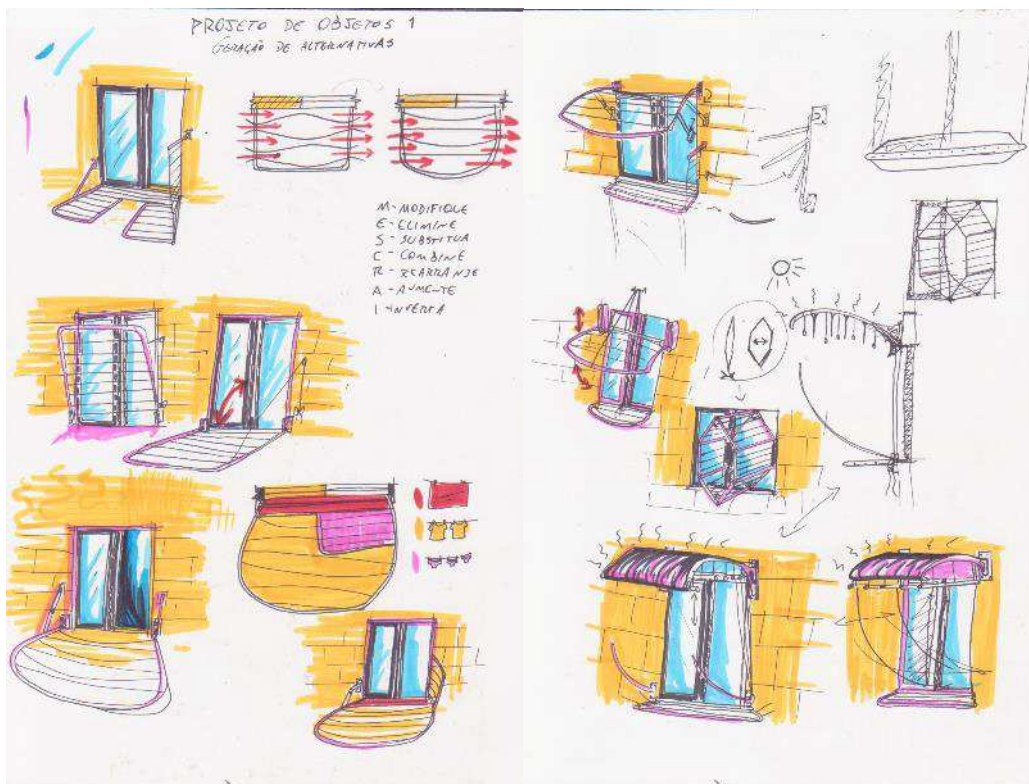 PROJETO DE OBJETOS 1
GERAÇÃO DE ALTERNATIVAS
M - MODIFIQUE
E - ELIMINE
S - SUBSTITUA
C - COMBINE
R - REARRANJE
A - AUMENTE
I - INVERTA